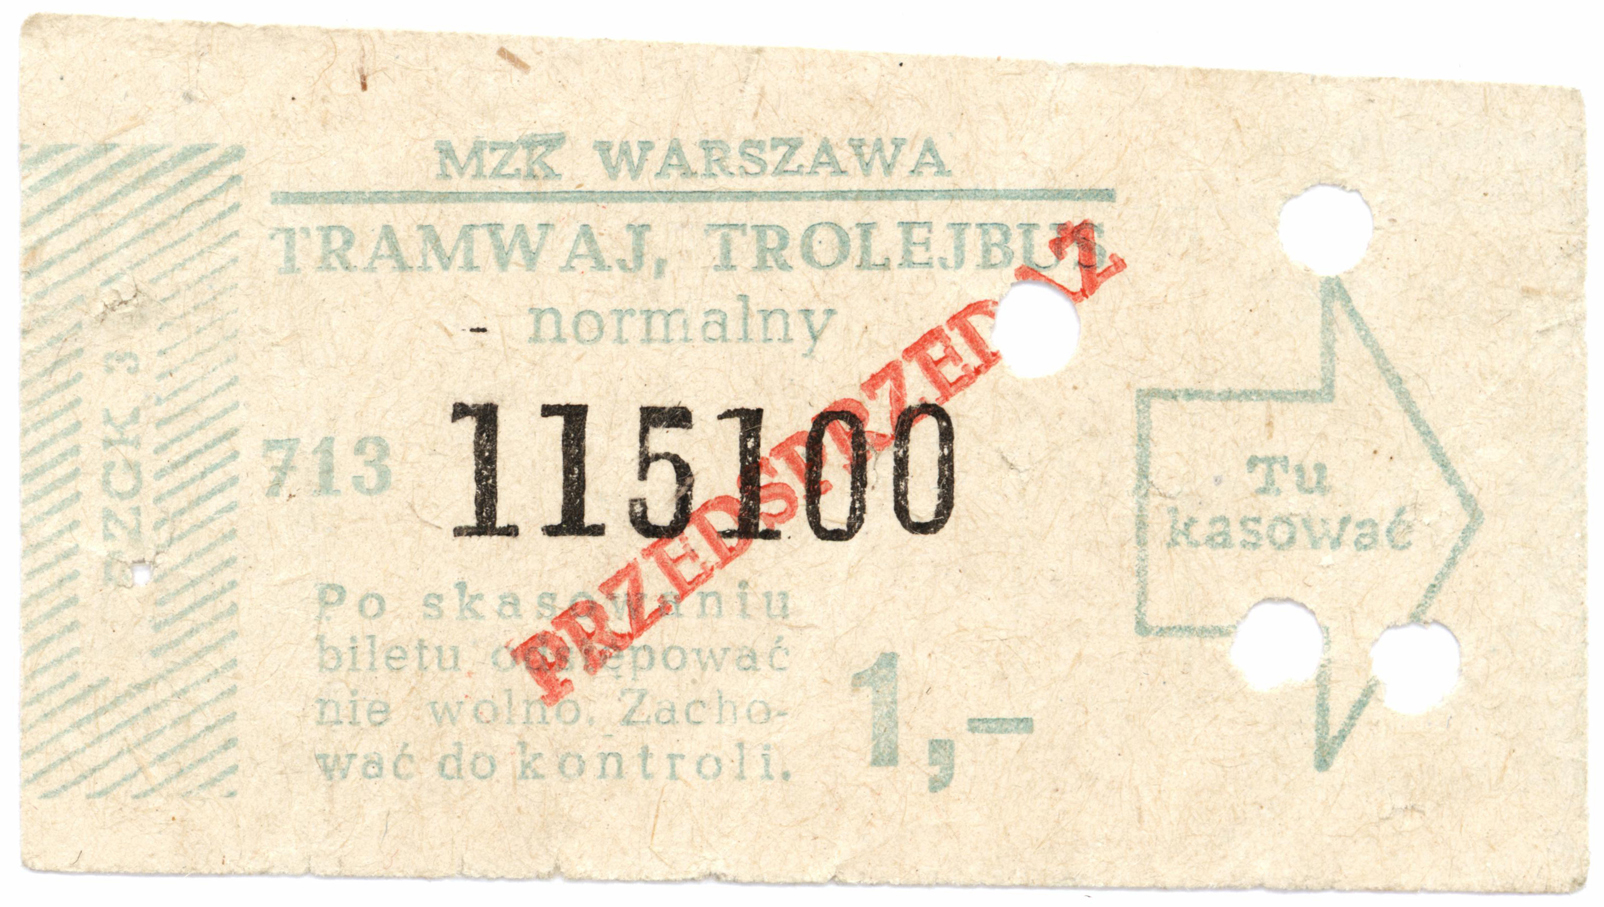 MZK WARSZAWA
TRAMWAJ, TROLEJBUS
normalny
713 115100
PRZEDSPRZEDAŻ
Po skasowaniu
biletu odstępować
nie wolno. Zacho-
wać do kontroli.
1,-
Tu
kasować
PZGK 3